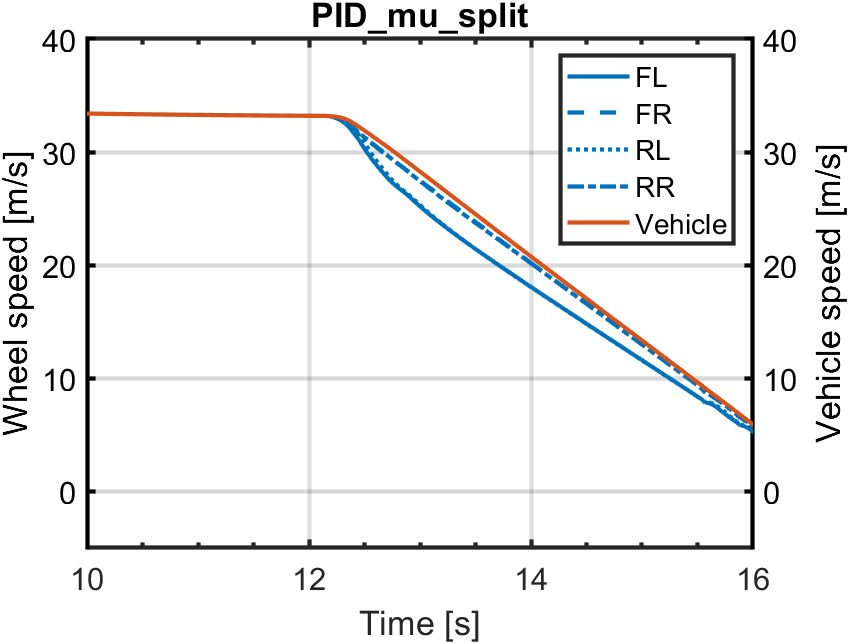 PID_mu_split
40
30
20
10
0
Wheel speed [m/s]
FL
FR
RL
RR
Vehicle
40
30
20
10
0
Vehicle speed [m/s]
10
12
14
16
Time [s]